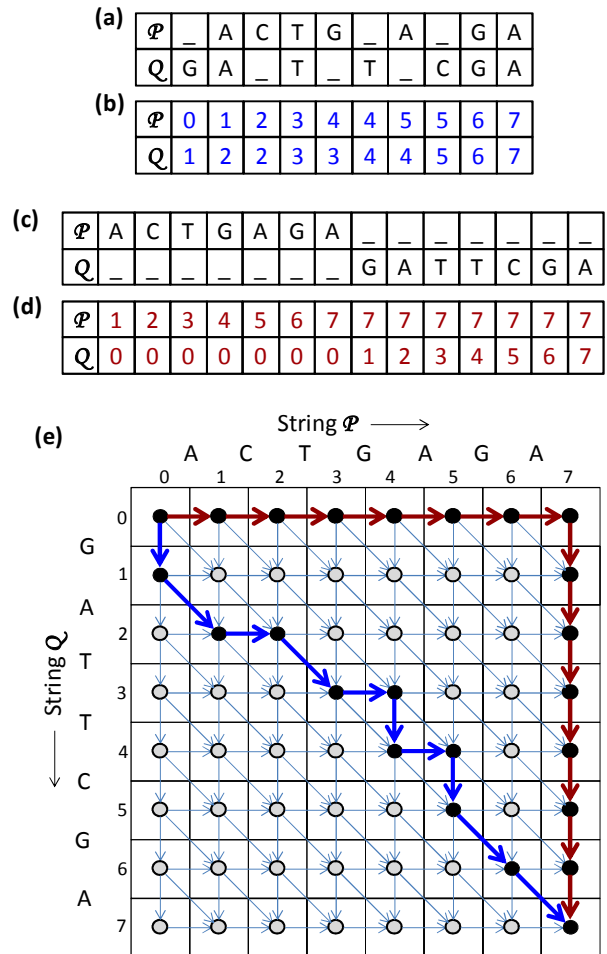 (a)
𝒫 _ A C T G _ A _ G A
𝒬 G A _ T _ T _ C G A
(b)
𝒫 0 1 2 3 4 4 5 5 6 7
𝒬 1 2 2 3 3 4 4 5 6 7
(c)
𝒫 A C T G A G A _ _ _ _ _ _ _
𝒬 _ _ _ _ _ _ _ G A T T C G A
(d)
𝒫 1 2 3 4 5 6 7 7 7 7 7 7 7 7
𝒬 0 0 0 0 0 0 0 1 2 3 4 5 6 7
(e)
String 𝒫
A C T G A G A
0 1 2 3 4 5 6 7
String 𝒬
0
G
1
A
2
T
3
T
4
C
5
G
6
A
7